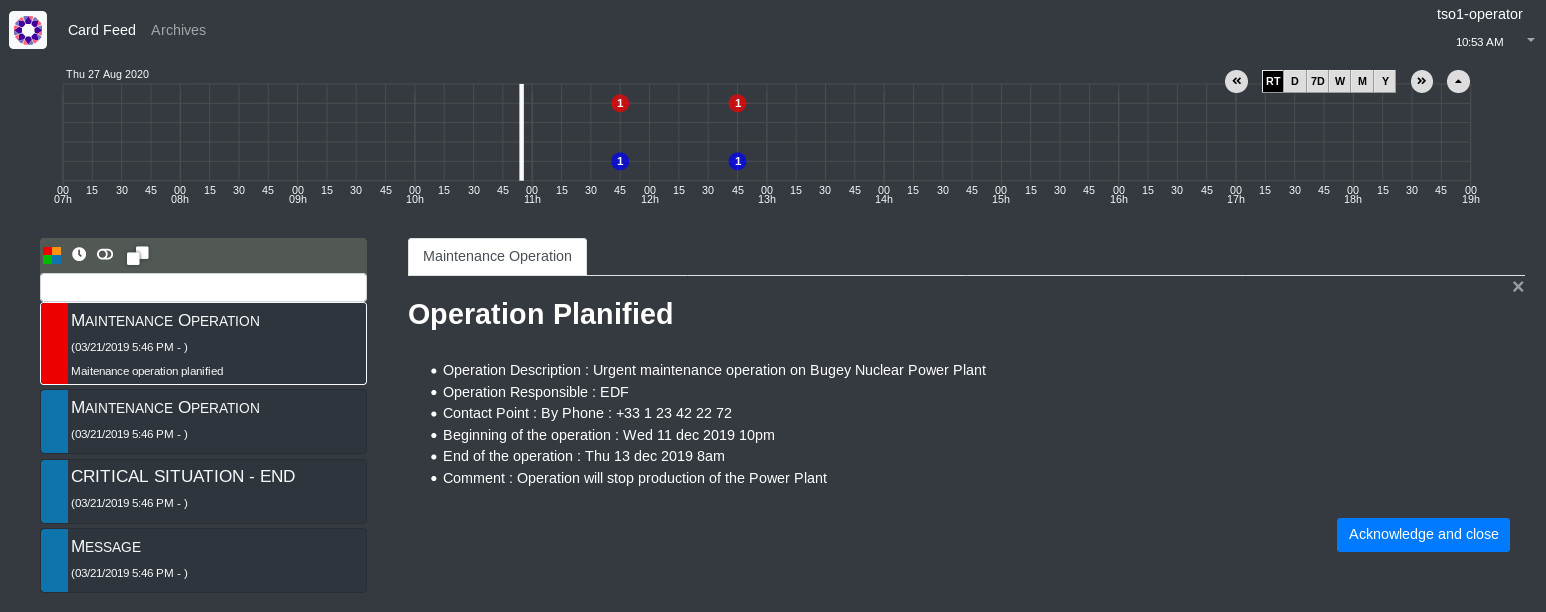 Card Feed Archives tso1-operator
10:53 AM
Thu 27 Aug 2020
RT D 7D W M Y
1 1
1 1
00 15 30 45 00 15 30 45 00 15 30 45 00 15 30 45 00 15 30 45 00 15 30 45 00 15 30 45 00 15 30 45 00 15 30 45 00 15 30 45 00 15 30 45 00 15 30 45 00
07h 08h 09h 10h 11h 12h 13h 14h 15h 16h 17h 18h 19h
MAINTENANCE OPERATION
(03/21/2019 5:46 PM - )
Maitenance operation planified
MAINTENANCE OPERATION
(03/21/2019 5:46 PM - )
CRITICAL SITUATION - END
(03/21/2019 5:46 PM - )
MESSAGE
(03/21/2019 5:46 PM - )
Maintenance Operation
×
Operation Planified
• Operation Description : Urgent maintenance operation on Bugey Nuclear Power Plant
• Operation Responsible : EDF
• Contact Point : By Phone : +33 1 23 42 22 72
• Beginning of the operation : Wed 11 dec 2019 10pm
• End of the operation : Thu 13 dec 2019 8am
• Comment : Operation will stop production of the Power Plant
Acknowledge and close